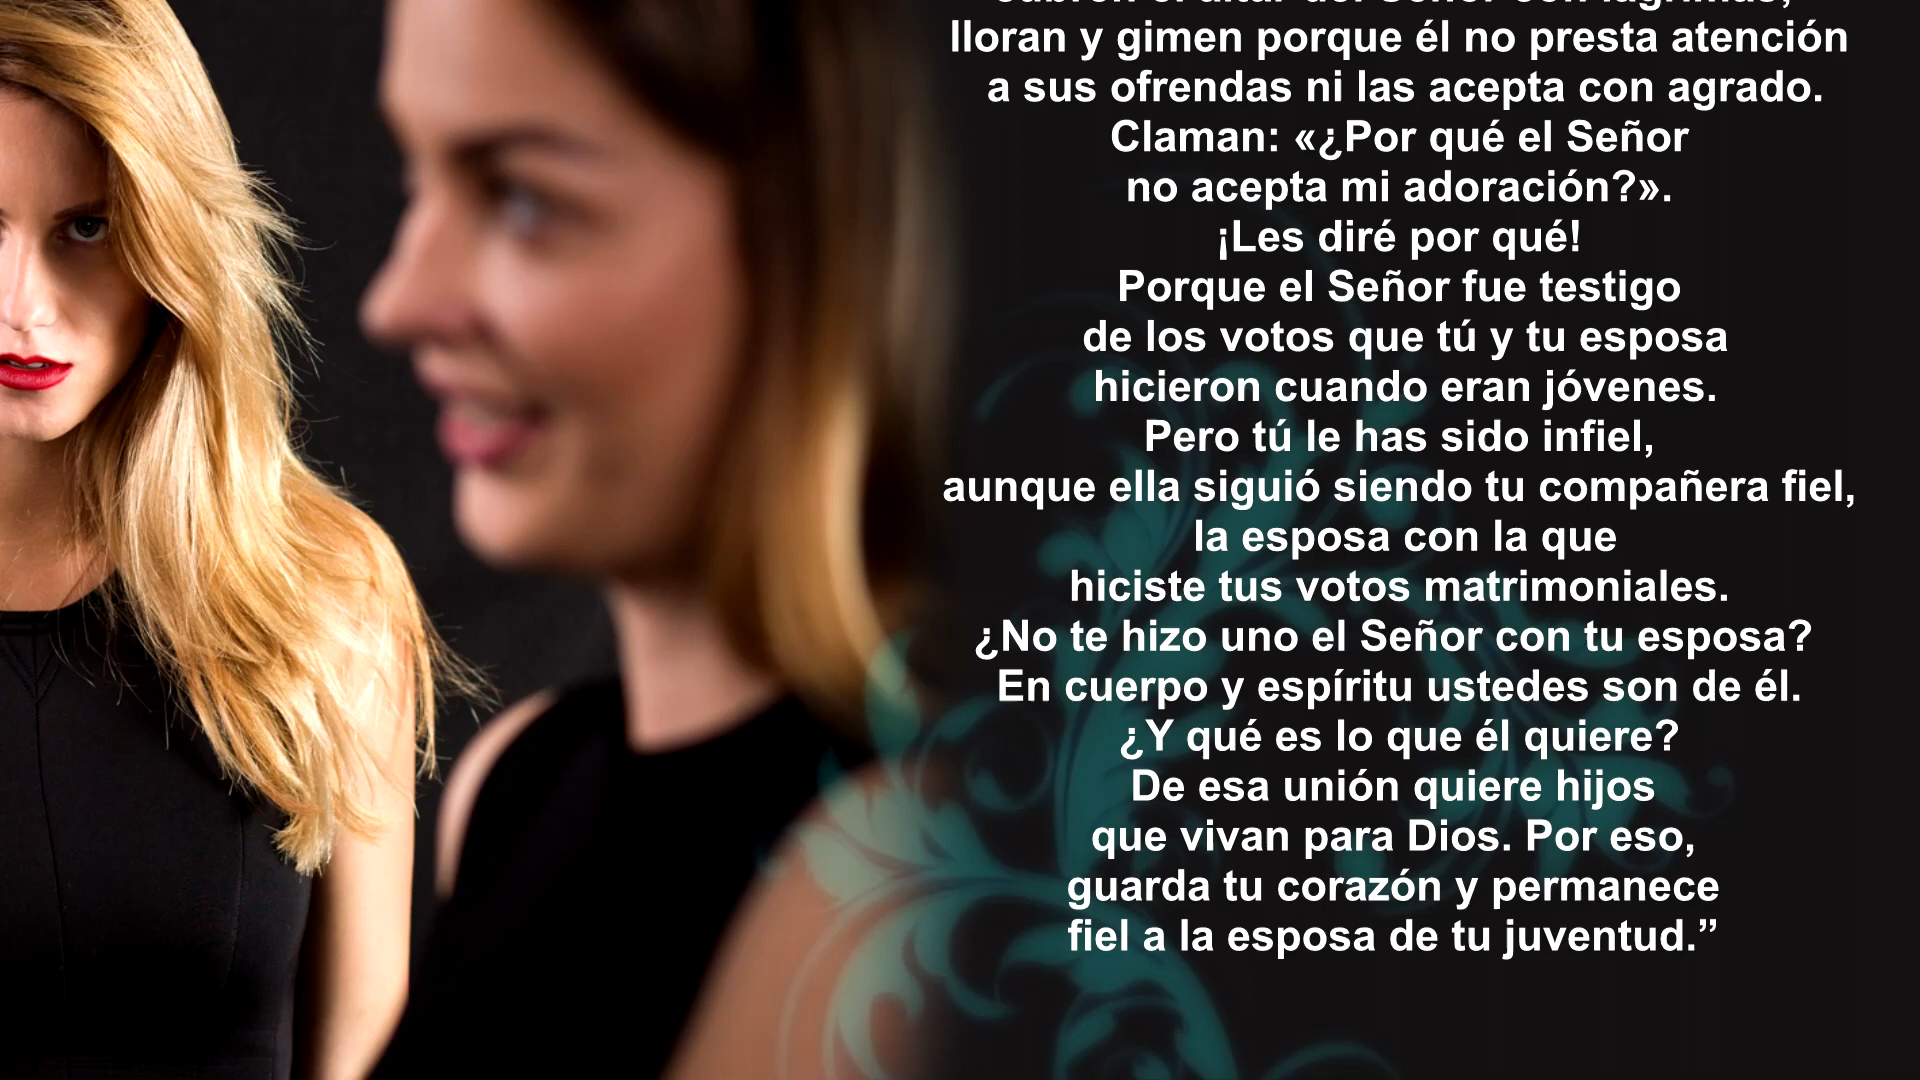 lloran y gimen porque él no presta atención
a sus ofrendas ni las acepta con agrado.
Claman: «¿Por qué el Señor
no acepta mi adoración?».
¡Les diré por qué!
Porque el Señor fue testigo
de los votos que tú y tu esposa
hicieron cuando eran jóvenes.
Pero tú le has sido infiel,
aunque ella siguió siendo tu compañera fiel,
la esposa con la que
hiciste tus votos matrimoniales.
¿No te hizo uno el Señor con tu esposa?
En cuerpo y espíritu ustedes son de él.
¿Y qué es lo que él quiere?
De esa unión quiere hijos
que vivan para Dios. Por eso,
guarda tu corazón y permanece
fiel a la esposa de tu juventud.”